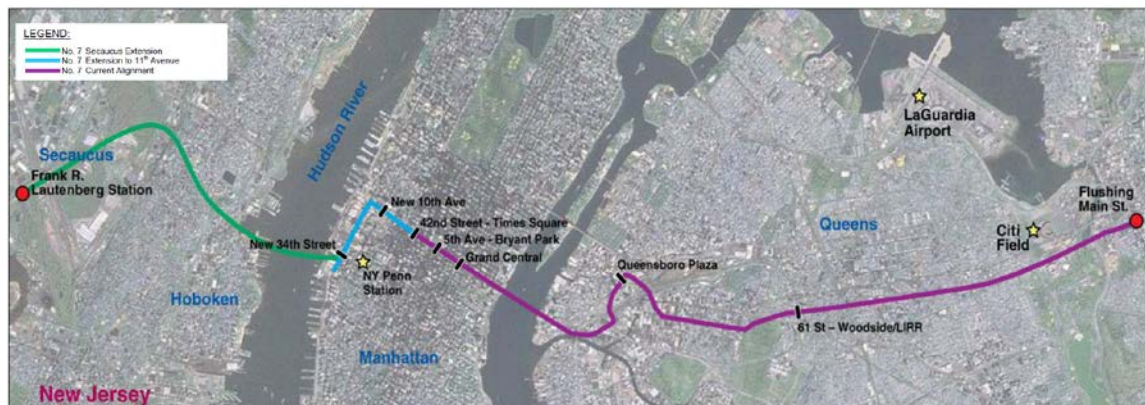 LEGEND:
No. 7 Secaucus Extension
No. 7 Extension to 11th Avenue
No. 7 Current Alignment
Hudson River
LaGuardia
Airport
Secaucus
Frank R.
Lautenberg Station
New 10th Ave
42nd Street - Times Square
5th Ave - Bryant Park
Grand Central
New 34th Street
NY Penn
Station
Queensboro Plaza
Queens
Citi
Field
Flushing
Main St.
Hoboken
61 St – Woodside/LIRR
Manhattan
New Jersey